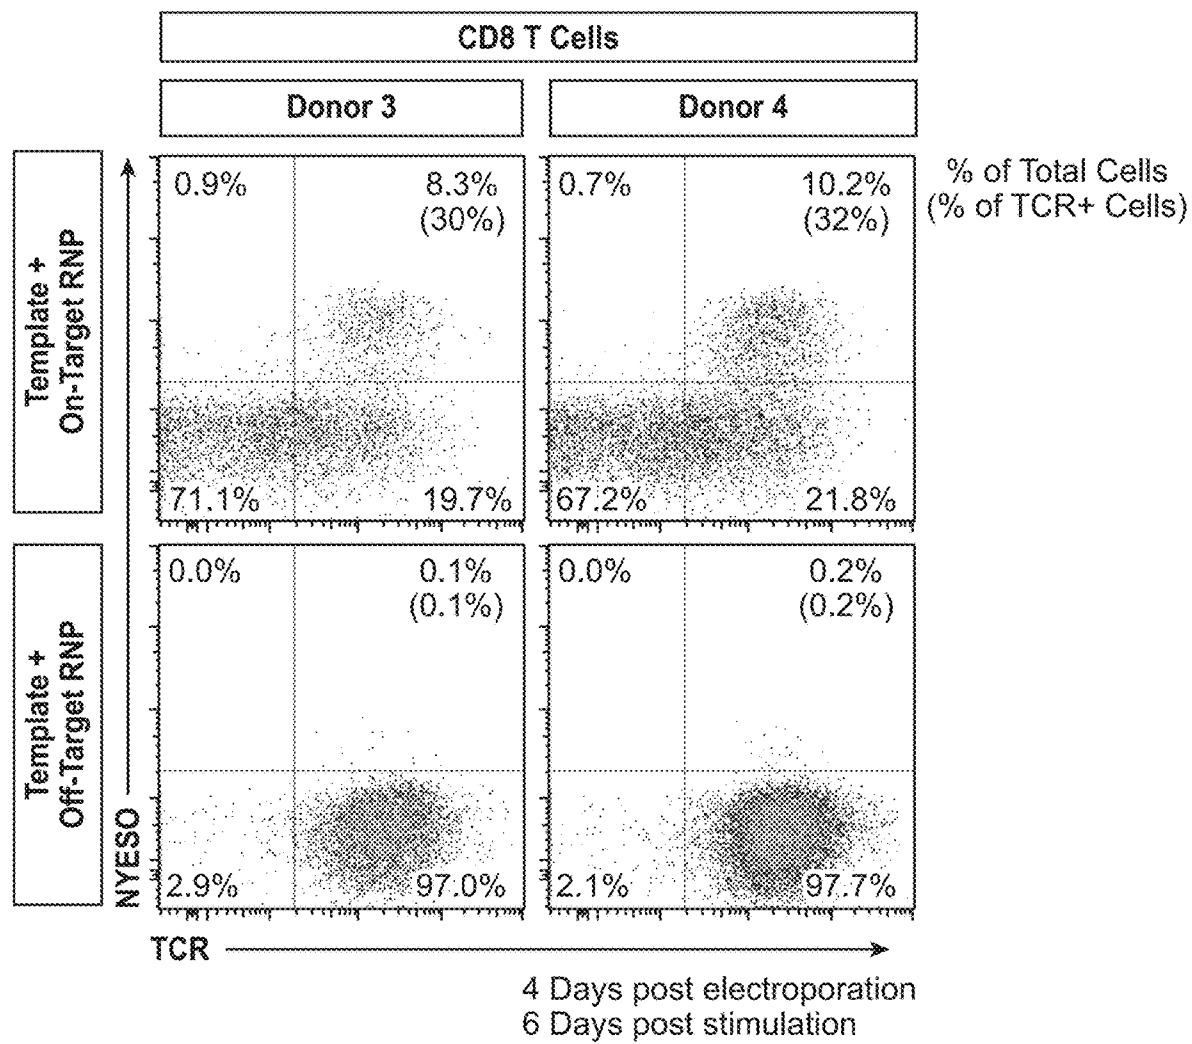 CD8 T Cells
Donor 3
Donor 4
Template +
On-Target RNP
0.9%
8.3%
(30%)
71.1%
19.7%
0.7%
10.2%
(32%)
67.2%
21.8%
% of Total Cells
(% of TCR+ Cells)
Template +
Off-Target RNP
0.0%
0.1%
(0.1%)
2.9%
97.0%
0.0%
0.2%
(0.2%)
2.1%
97.7%
NYESO
TCR
4 Days post electroporation
6 Days post stimulation